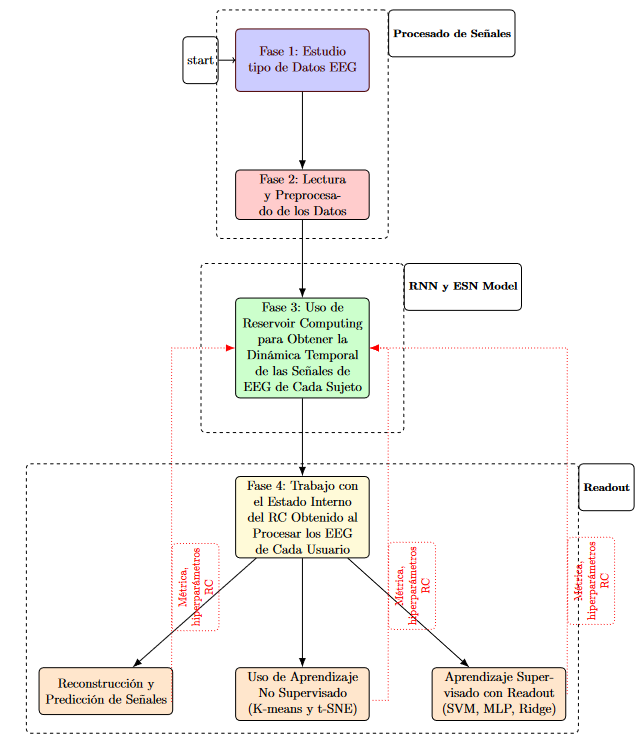 Procesado de Señales
start
Fase 1: Estudio
tipo de Datos EEG
Fase 2: Lectura
y Preprocesa-
do de los Datos
RNN y ESN Model
Fase 3: Uso de
Reservoir Computing
para Obtener la
Dinámica Temporal
de las Señales de
EEG de Cada Sujeto
Readout
Fase 4: Trabajo con
el Estado Interno
del RC Obtenido al
Procesar los EEG
de Cada Usuario
Métrica,
hiperparámetros
RC
Métrica,
hiperparámetros
RC
Métrica,
hiperparámetros
RC
Reconstrucción y
Predicción de Señales
Uso de Aprendizaje
No Supervisado
(K-means y t-SNE)
Aprendizaje Super-
visado con Readout
(SVM, MLP, Ridge)